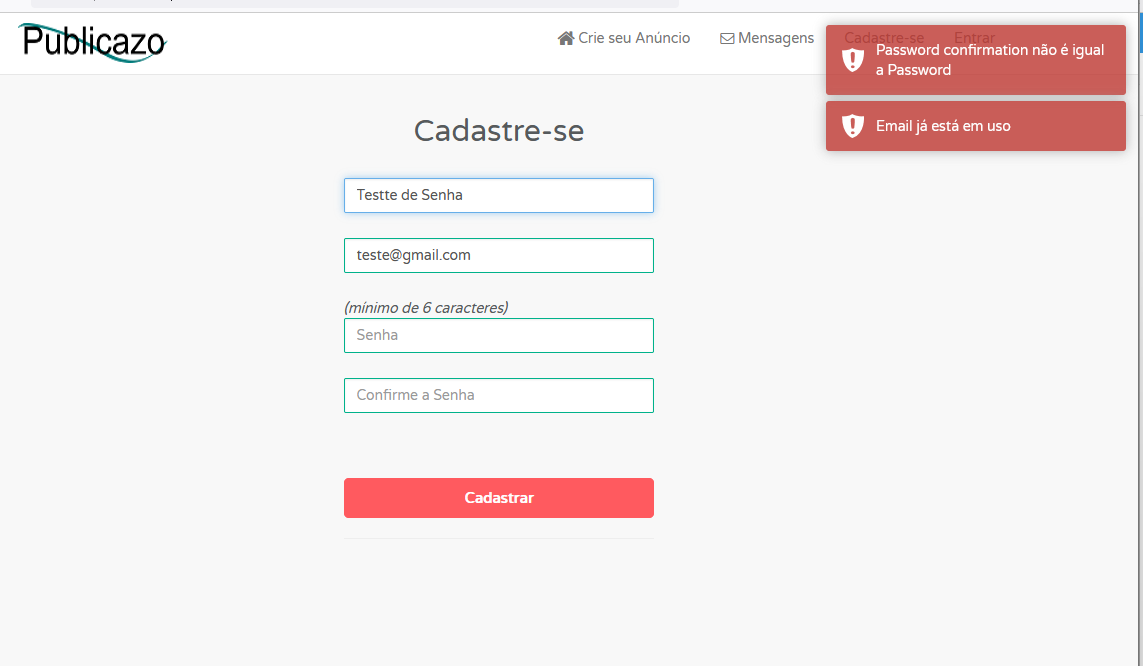 Publicazo
Crie seu Anúncio
Mensagens
Cadastre-se
Entrar
Password confirmation não é igual
a Password
Email já está em uso
Cadastre-se
Testte de Senha
teste@gmail.com
(mínimo de 6 caracteres)
Senha
Confirme a Senha
Cadastrar